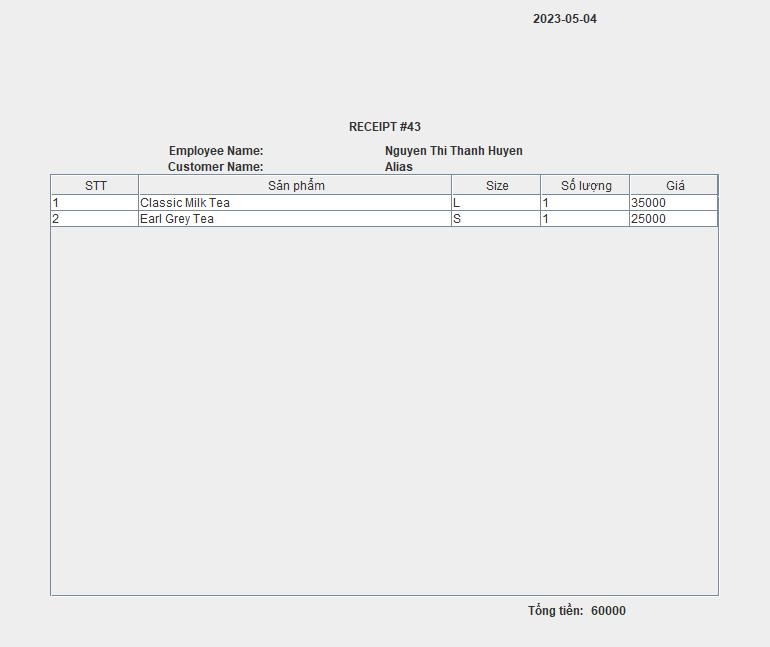 2023-05-04
RECEIPT #43
Employee Name: Nguyen Thi Thanh Huyen
Customer Name: Alias
STT Sản phẩm Size Số lượng Giá
1 Classic Milk Tea L 1 35000
2 Earl Grey Tea S 1 25000
Tổng tiền: 60000